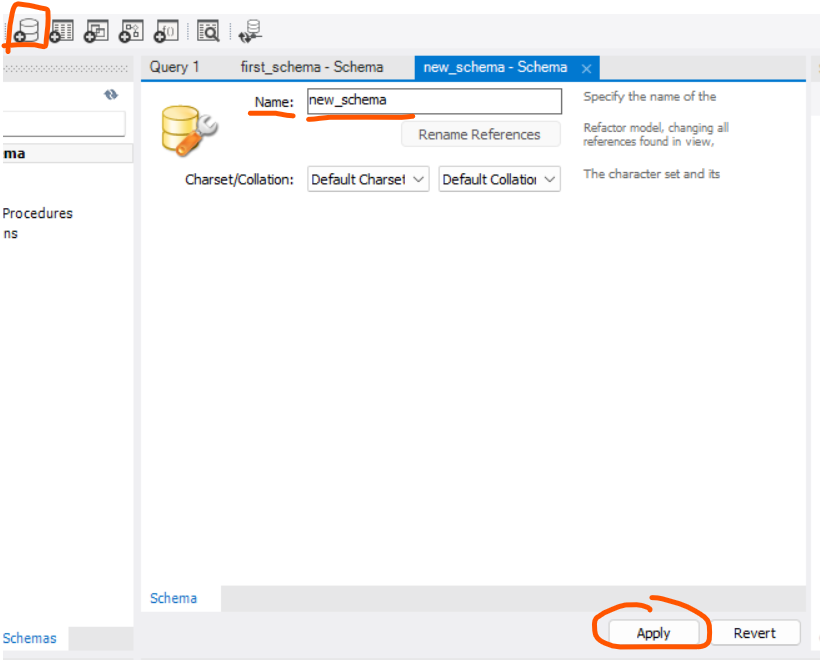 Query 1 first_schema - Schema new_schema - Schema
Name: new_schema Specify the name of the
Rename References Refactor model, changing all
references found in view,
ma
Charset/Collation: Default Charset Default Collation The character set and its
Procedures
ns
Schema
Schemas Apply Revert